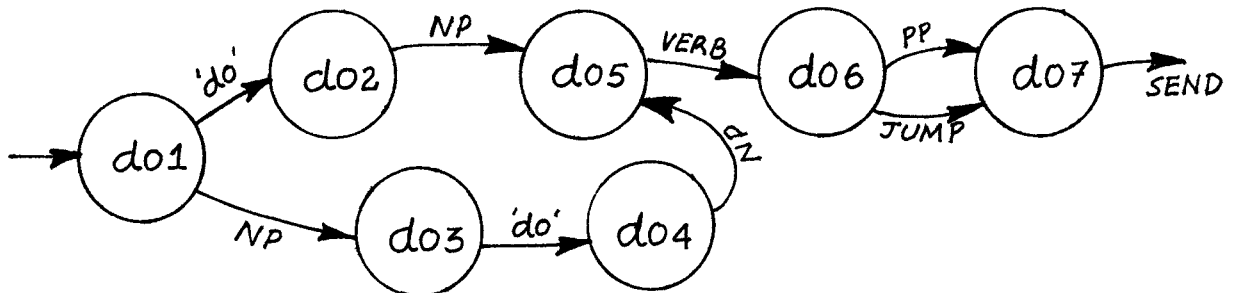 'do'
NP
VERB
PP
JUMP
SEND
do1
do2
do5
do6
do7
NP
do3
'do'
do4
NP